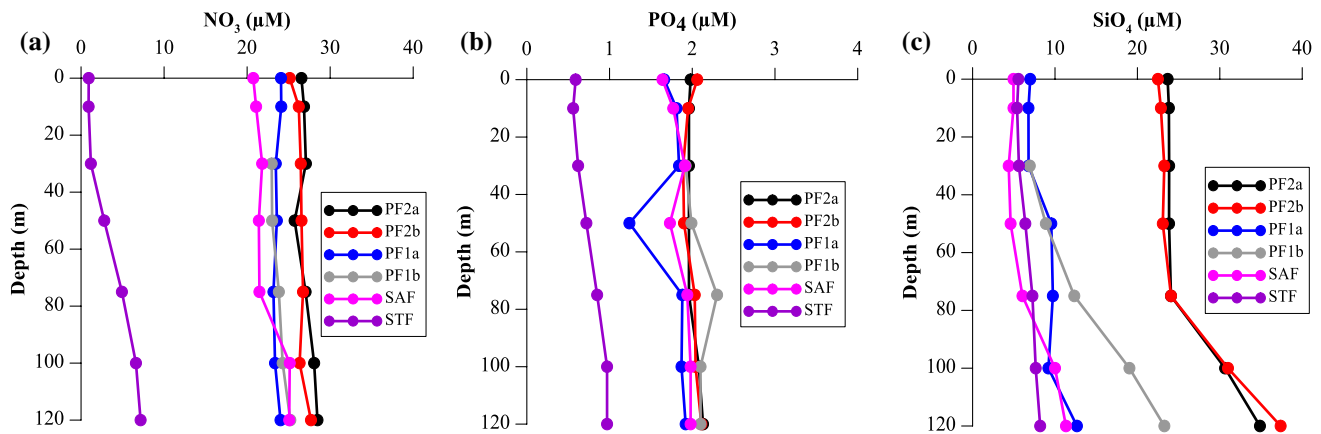 (a)
NO3 (µM)
0 10 20 30 40
Depth (m)
0
20
40
60
80
100
120
PF2a
PF2b
PF1a
PF1b
SAF
STF
(b)
PO4 (µM)
0 1 2 3 4
Depth (m)
0
20
40
60
80
100
120
PF2a
PF2b
PF1a
PF1b
SAF
STF
(c)
SiO4 (µM)
0 10 20 30 40
Depth (m)
0
20
40
60
80
100
120
PF2a
PF2b
PF1a
PF1b
SAF
STF